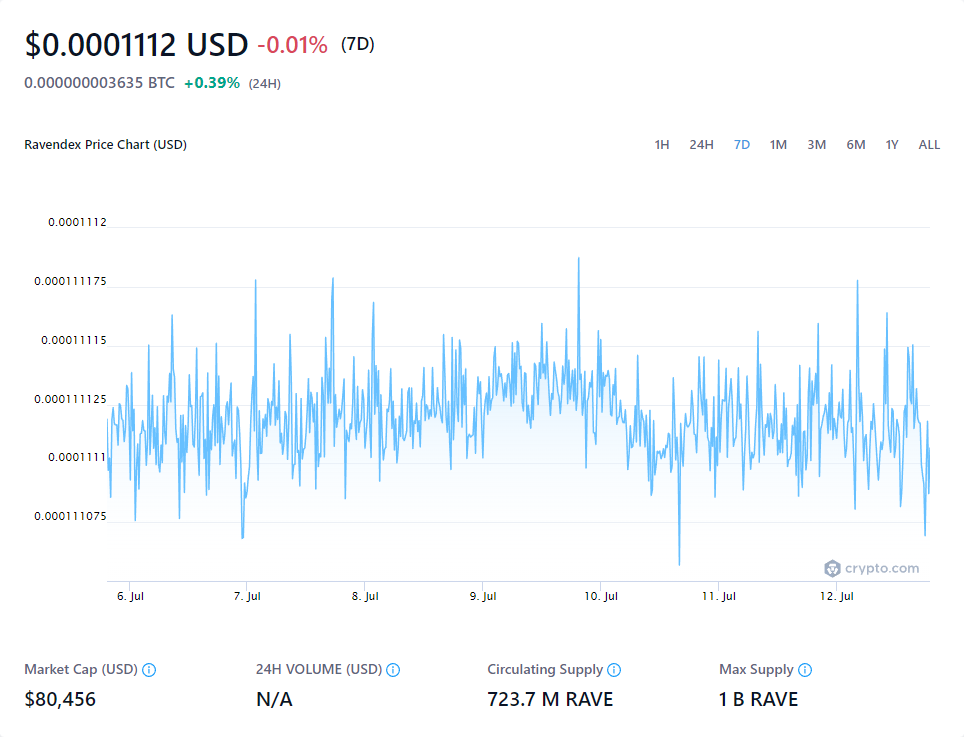 $0.0001112 USD -0.01% (7D)
0.000000003635 BTC +0.39% (24H)
Ravendex Price Chart (USD) 1H 24H 7D 1M 3M 6M 1Y ALL
0.0001112
0.000111175
0.00011115
0.000111125
0.0001111
0.000111075
crypto.com
6. Jul 7. Jul 8. Jul 9. Jul 10. Jul 11. Jul 12. Jul
Market Cap (USD) 24H VOLUME (USD) Circulating Supply Max Supply
$80,456 N/A 723.7 M RAVE 1 B RAVE